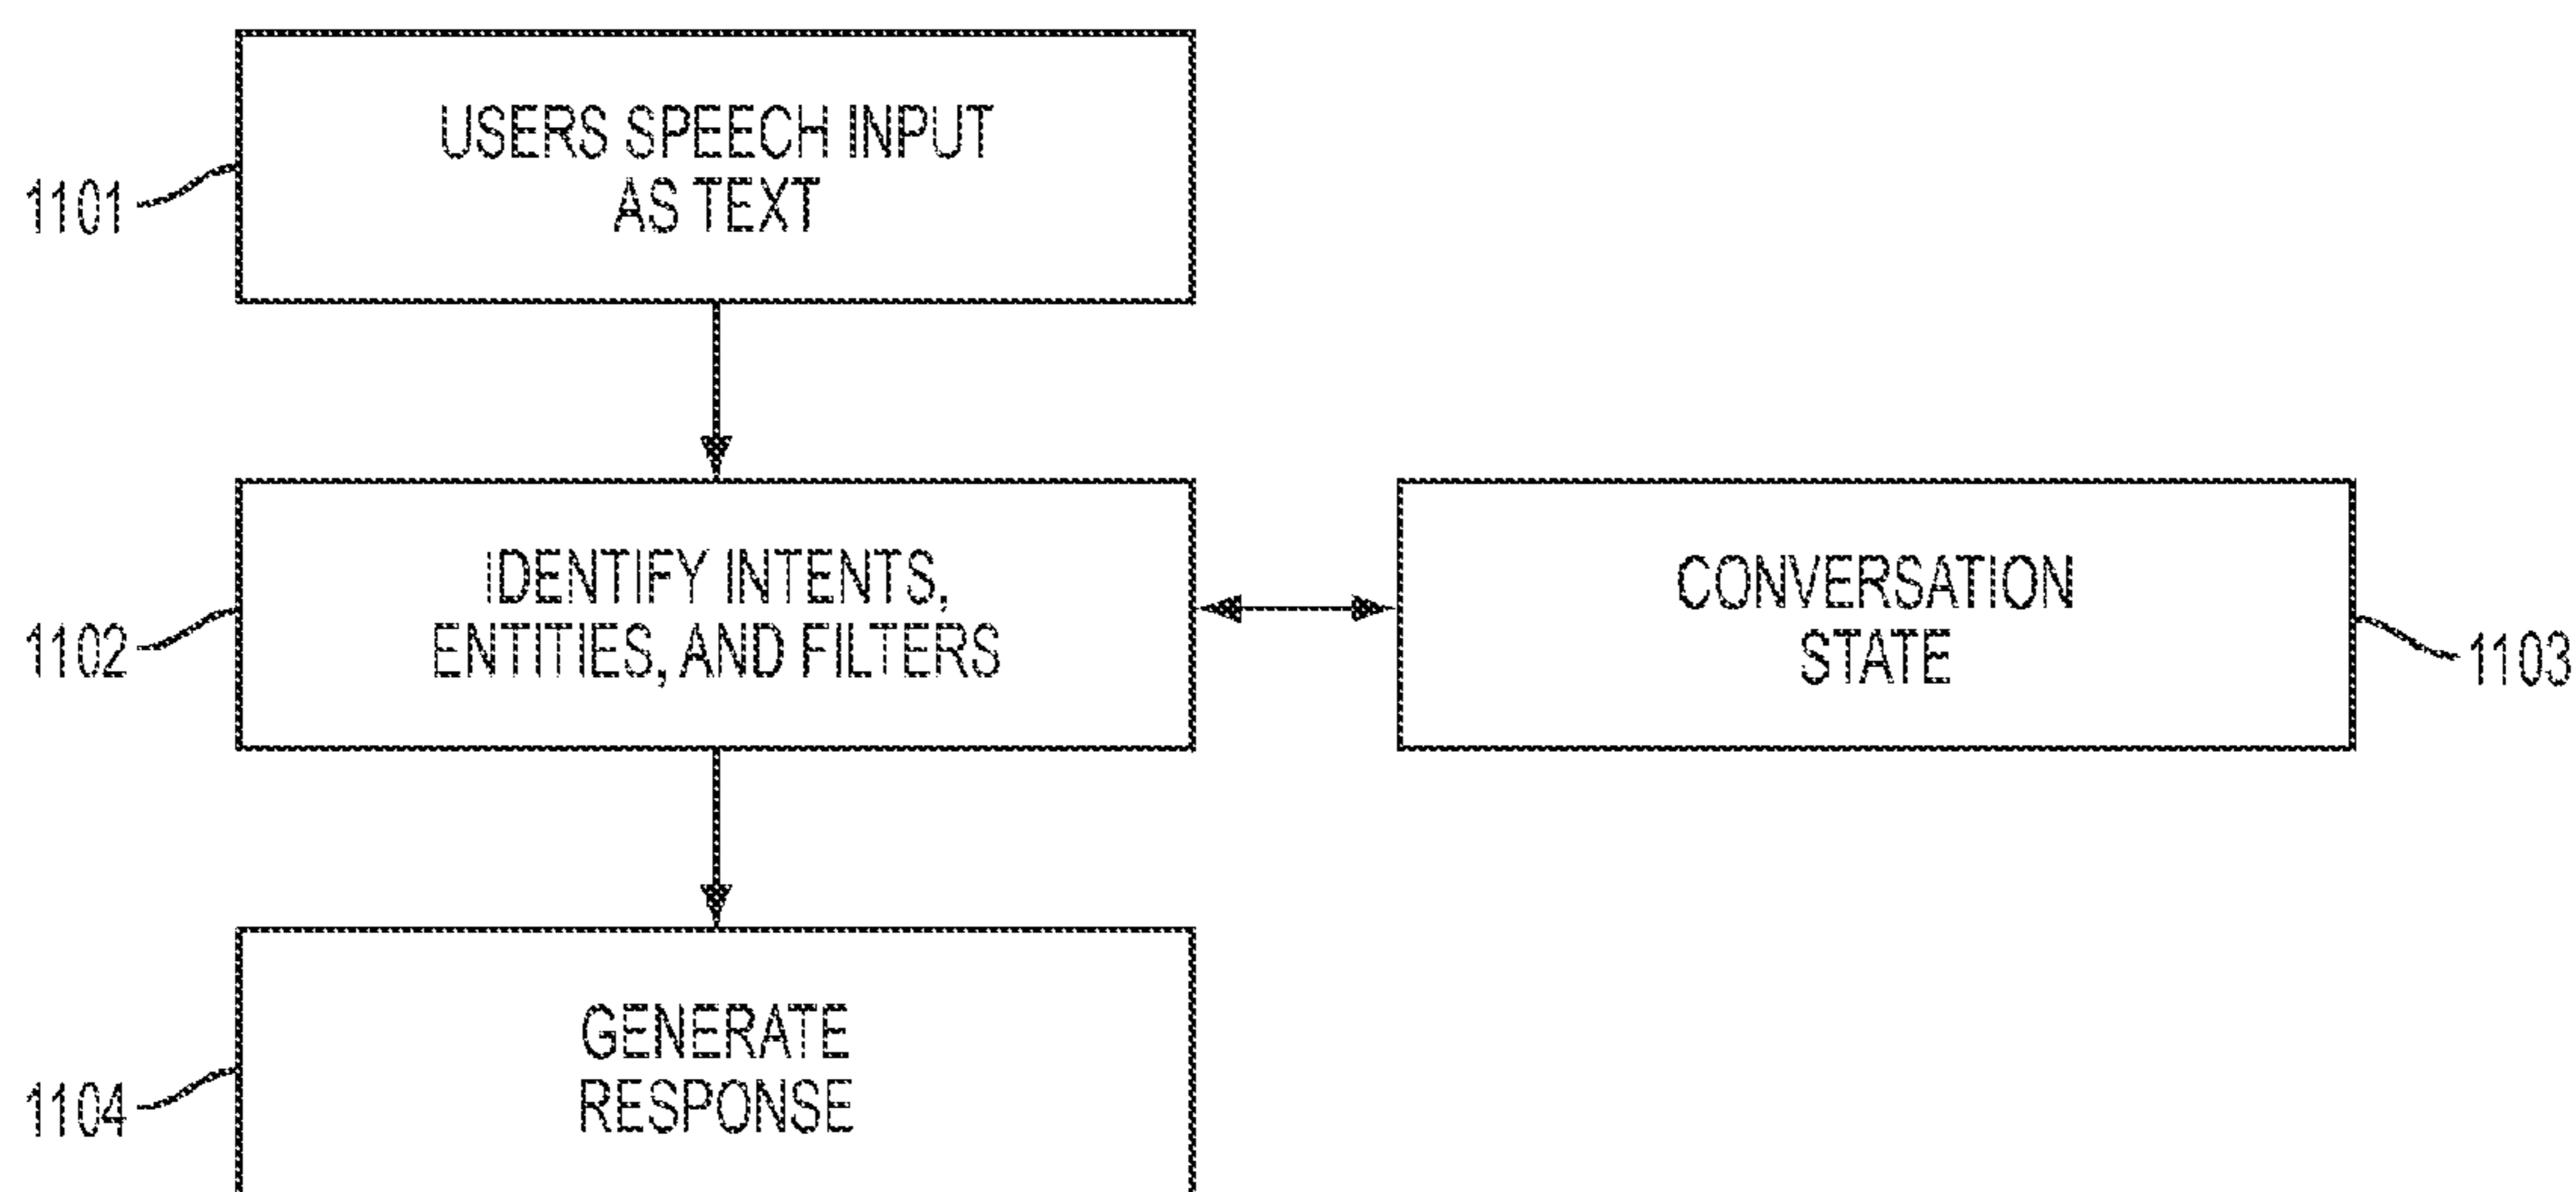 USERS SPEECH INPUT
AS TEXT
1101
IDENTIFY INTENTS,
ENTITIES, AND FILTERS
1102
CONVERSATION
STATE
1103
GENERATE
RESPONSE
1104